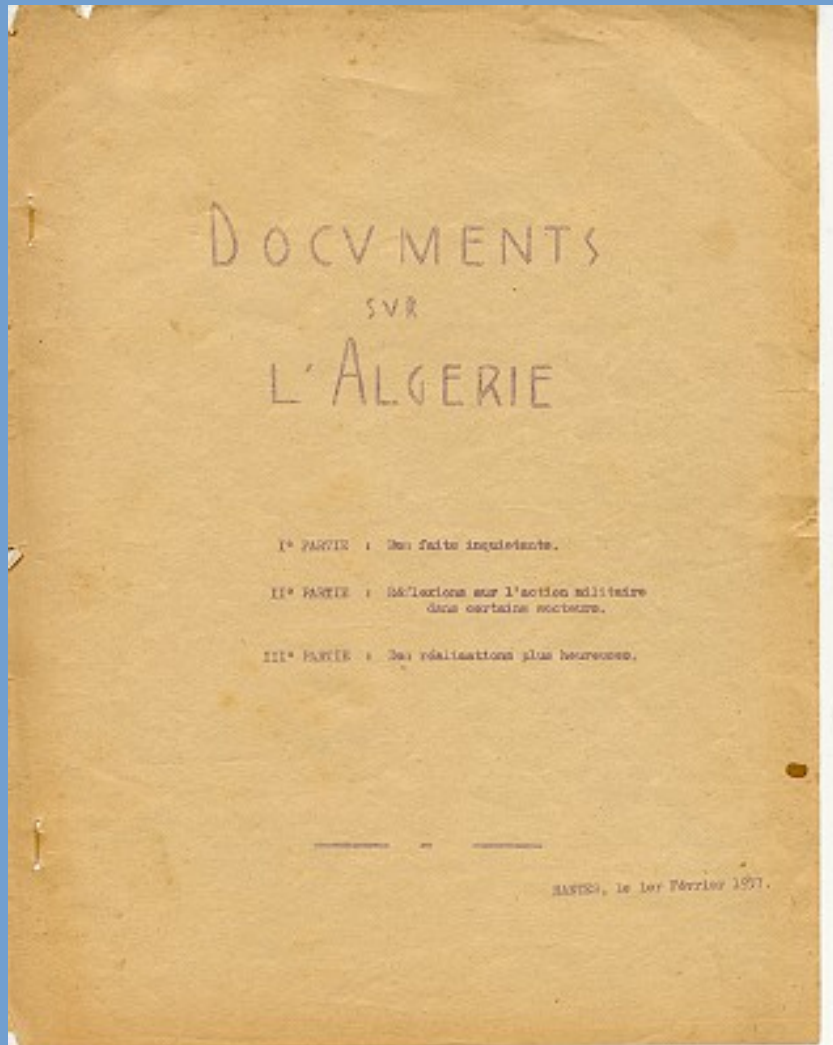 DOCVMENTS
SVR
L'ALGERIE
I° PARTIE : Des faits inquiétants.
II° PARTIE : Réflexions sur l'action militaire
dans certains secteurs.
III° PARTIE : Des réalisations plus heureuses.
NANTES, le 1er Février 1957.